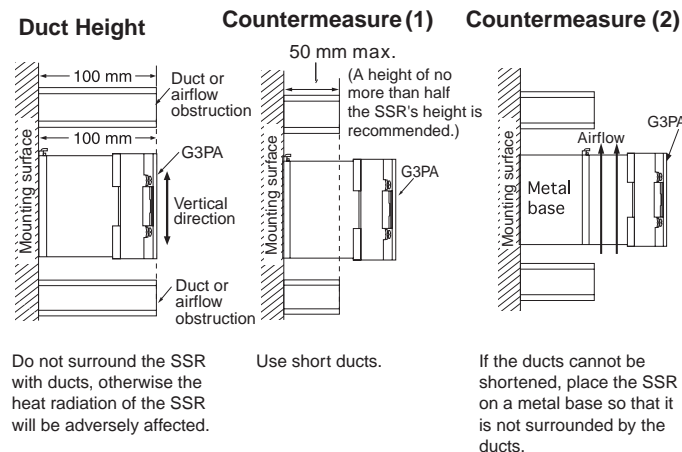 Duct Height
100 mm
Duct or
airflow
obstruction
100 mm
G3PA
Mounting surface
Vertical
direction
Duct or
airflow
obstruction
Do not surround the SSR
with ducts, otherwise the
heat radiation of the SSR
will be adversely affected.
Countermeasure (1)
50 mm max.
(A height of no
more than half
the SSR's height is
recommended.)
Mounting surface
G3PA
Use short ducts.
Countermeasure (2)
G3PA
Airflow
Mounting surface
Metal
base
If the ducts cannot be
shortened, place the SSR
on a metal base so that it
is not surrounded by the
ducts.